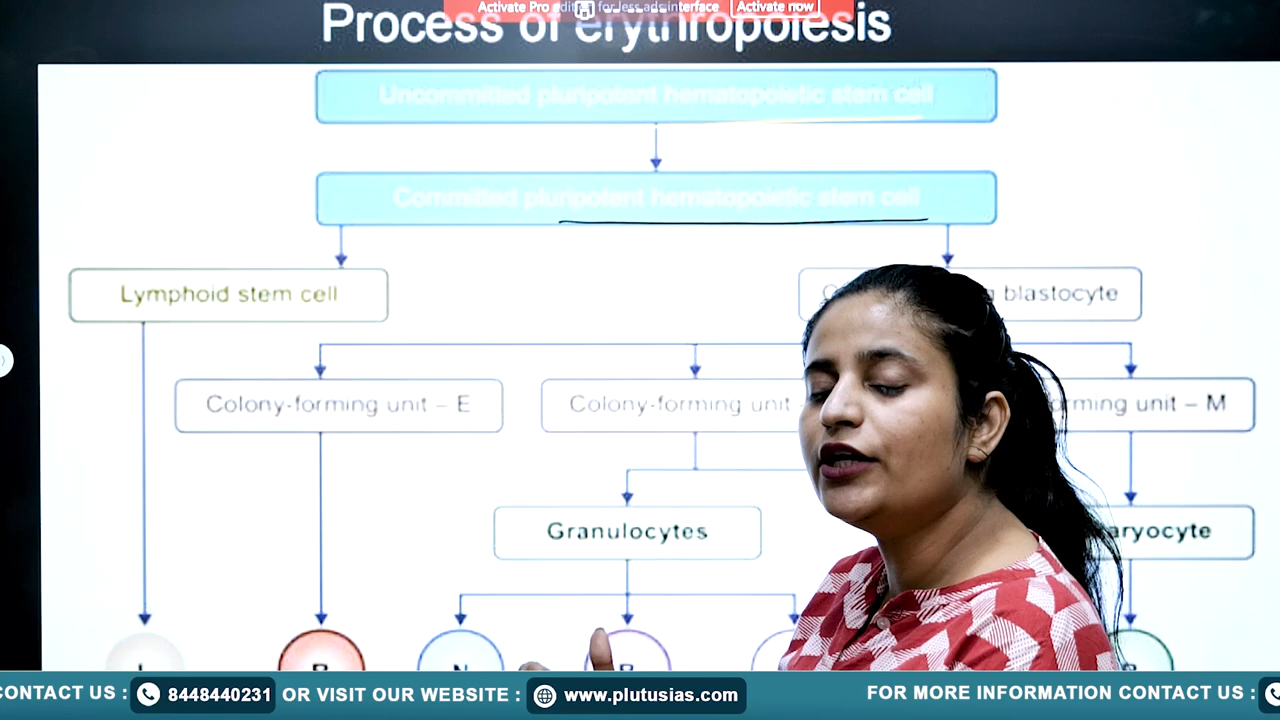 Activate Pro edition for less ads interface Activate now
Process of erythropoiesis
Uncommitted pluripotent hematopoietic stem cell
Committed pluripotent hematopoietic stem cell
Lymphoid stem cell
blastocyte
Colony-forming unit – E
Colony-forming unit
rming unit – M
Granulocytes
aryocyte
CONTACT US : 8448440231 OR VISIT OUR WEBSITE : www.plutusias.com FOR MORE INFORMATION CONTACT US :